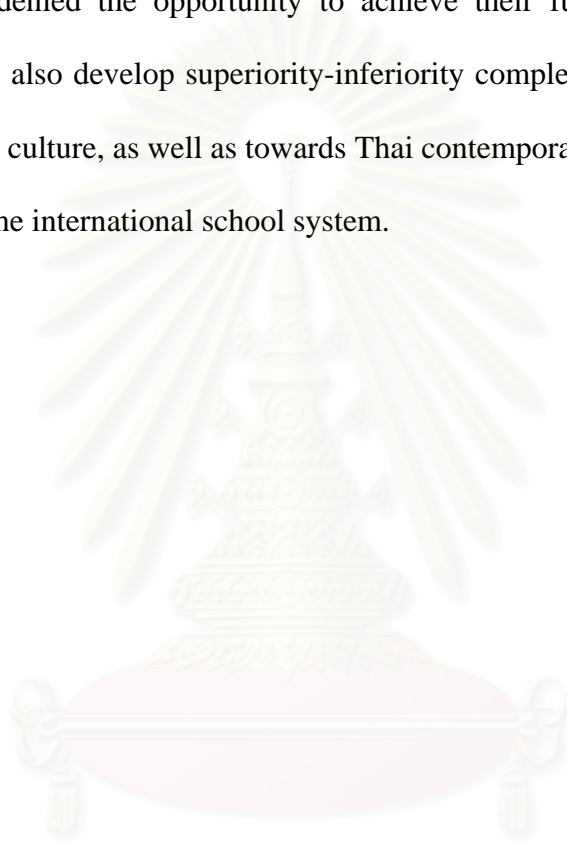 denied the opportunity to achieve their
also develop superiority-inferiority
culture, as well as towards Thai
international school system.